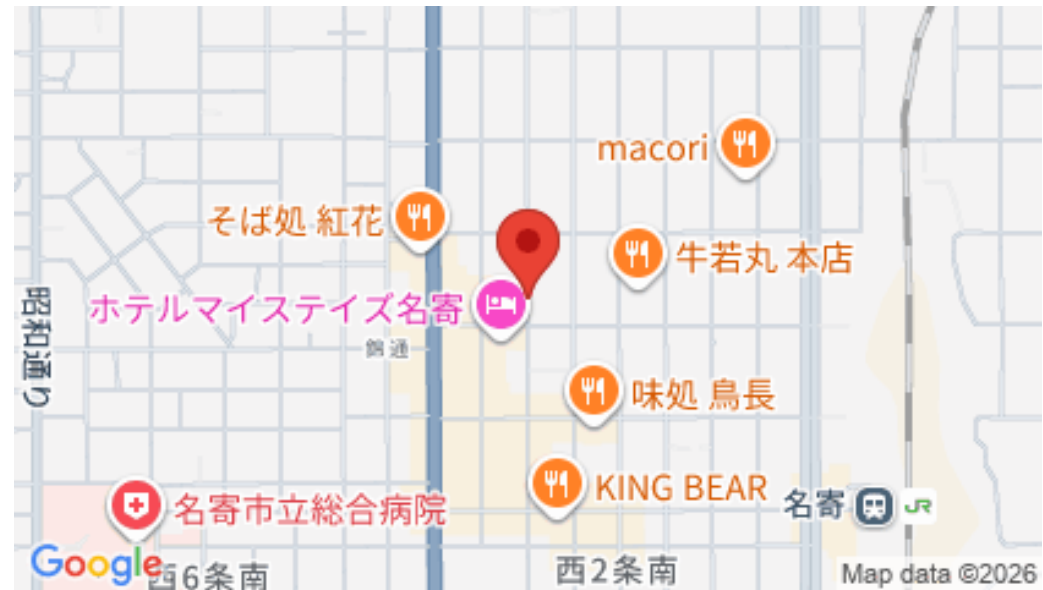 macori
そば処 紅花
牛若丸 本店
ホテルマイステイズ名寄
昭和通り
錦通
味処 鳥長
KING BEAR
名寄
JR
名寄市立総合病院
Google
西6条南
西2条南
Map data ©2026